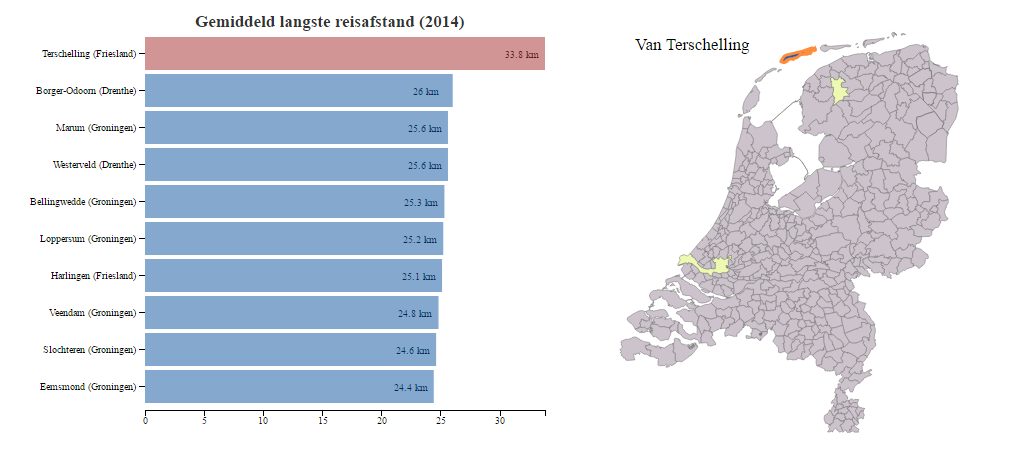 Gemiddeld langste reisafstand (2014)
Terschelling (Friesland)
33.8 km
Borger-Odoorn (Drenthe)
26 km
Marum (Groningen)
25.6 km
Westerveld (Drenthe)
25.6 km
Bellingwedde (Groningen)
25.3 km
Loppersum (Groningen)
25.2 km
Harlingen (Friesland)
25.1 km
Veendam (Groningen)
24.8 km
Slochteren (Groningen)
24.6 km
Eemsmond (Groningen)
24.4 km
0 5 10 15 20 25 30
Van Terschelling